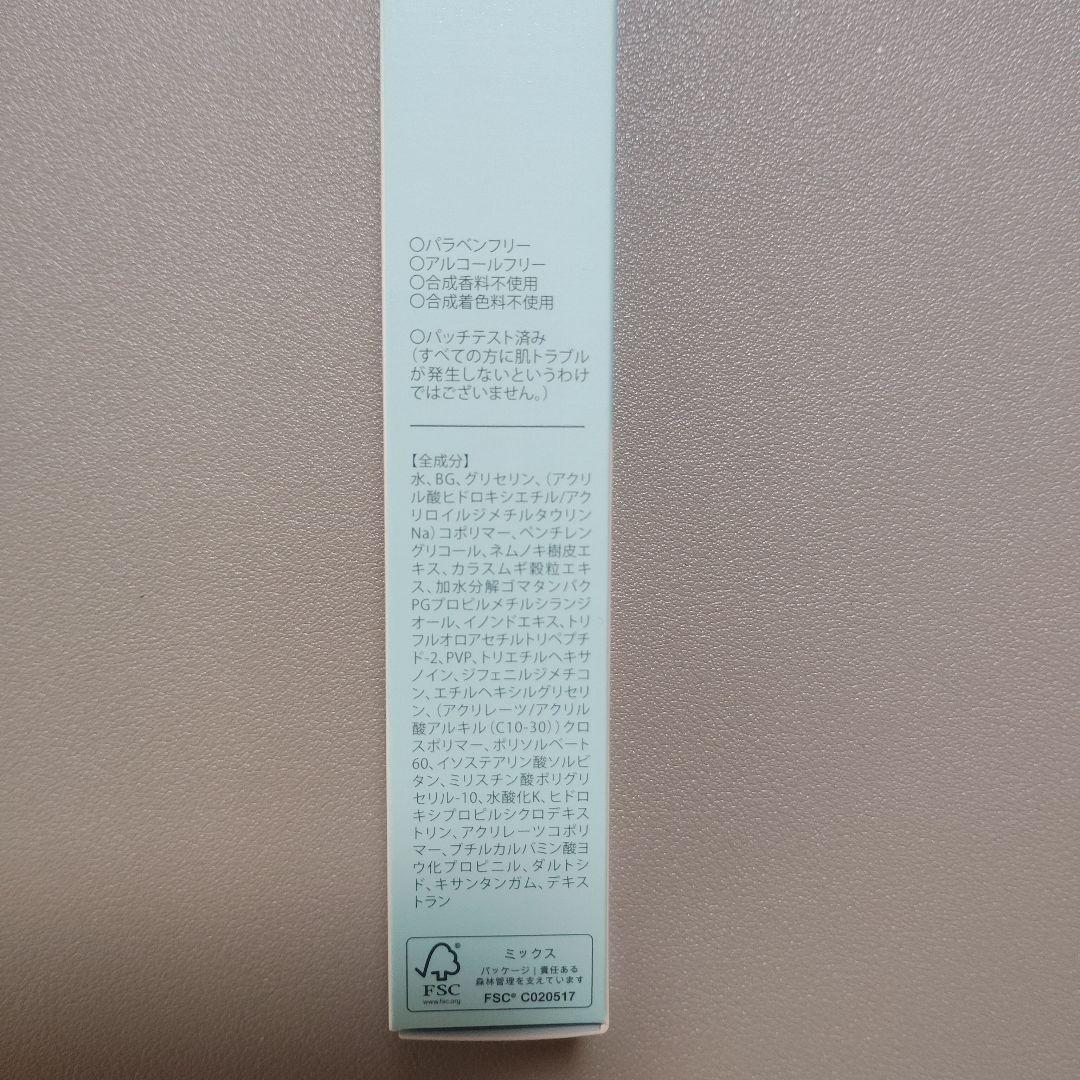 〇パラベンフリー
〇アルコールフリー
〇合成香料不使用
〇合成着色料不使用
〇パッチテスト済み
(すべての方に肌トラブル
が発生しないというわけ
ではございません。)
【全成分】
水、BG、グリセリン、(アクリ
ル酸ヒドロキシエチル/アク
リロイルジメチルタウリン
Na)コポリマー、ペンチレン
グリコール、ネムノキ樹皮エ
キス、カラスムギ穀粒エキ
ス、加水分解ゴマタンパク
PGプロピルメチルシランジ
オール、イノンドエキス、トリ
フルオロアセチルトリペプチ
ド-2、PVP、トリエチルヘキサ
ノイン、ジフェニルジメチコ
ン、エチルヘキシルグリセリ
ン、(アクリレーツ/アクリル
酸アルキル(C10-30))クロ
スポリマー、ポリソルベート
60、イソステアリン酸ソルビ
タン、ミリスチン酸ポリグリ
セリル-10、水酸化K、ヒドロ
キシプロピルシクロデキス
トリン、アクリレーツコポリ
マー、ブチルカルバミン酸ヨ
ウ化プロピニル、ダルトシ
ド、キサンタンガム、デキス
トラン
FSC®
www.fsc.org
ミックス
パッケージ | 責任ある
森林管理を支えています
FSC® C020517